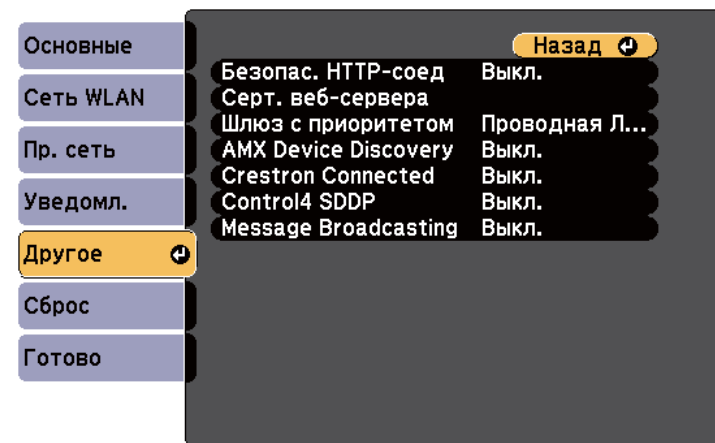 Основные
Сеть WLAN
Пр. сеть
Уведомл.
Другое
Сброс
Готово
Назад
Безопас. HTTP-соед Выкл.
Серт. веб-сервера
Шлюз с приоритетом Проводная Л...
AMX Device Discovery Выкл.
Crestron Connected Выкл.
Control4 SDDP Выкл.
Message Broadcasting Выкл.